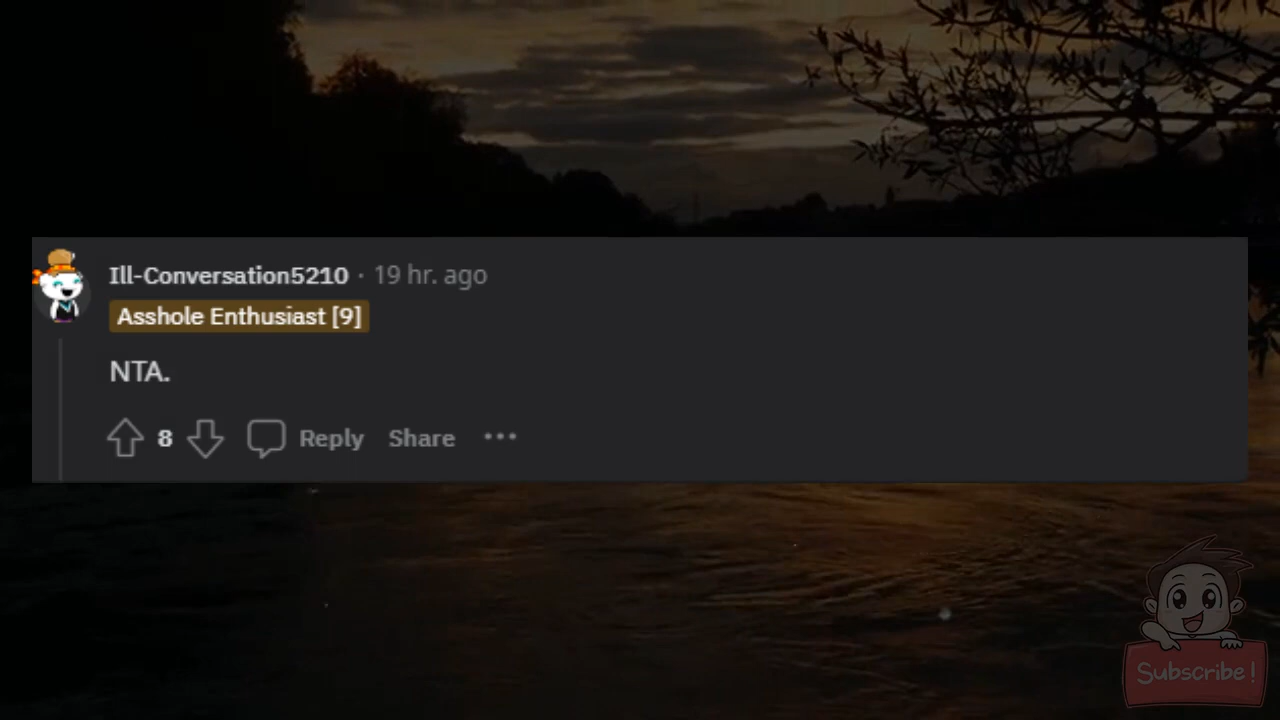 Ill-Conversation5210 · 19 hr. ago
Asshole Enthusiast [9]
NTA.
8 Reply Share ···
Subscribe!